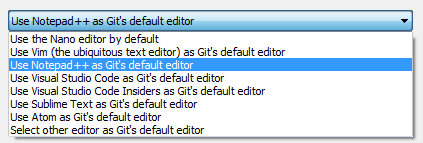 Use Notepad++ as Git's default editor
Use the Nano editor by default
Use Vim (the ubiquitous text editor) as Git's default editor
Use Notepad++ as Git's default editor
Use Visual Studio Code as Git's default editor
Use Visual Studio Code Insiders as Git's default editor
Use Sublime Text as Git's default editor
Use Atom as Git's default editor
Select other editor as Git's default editor